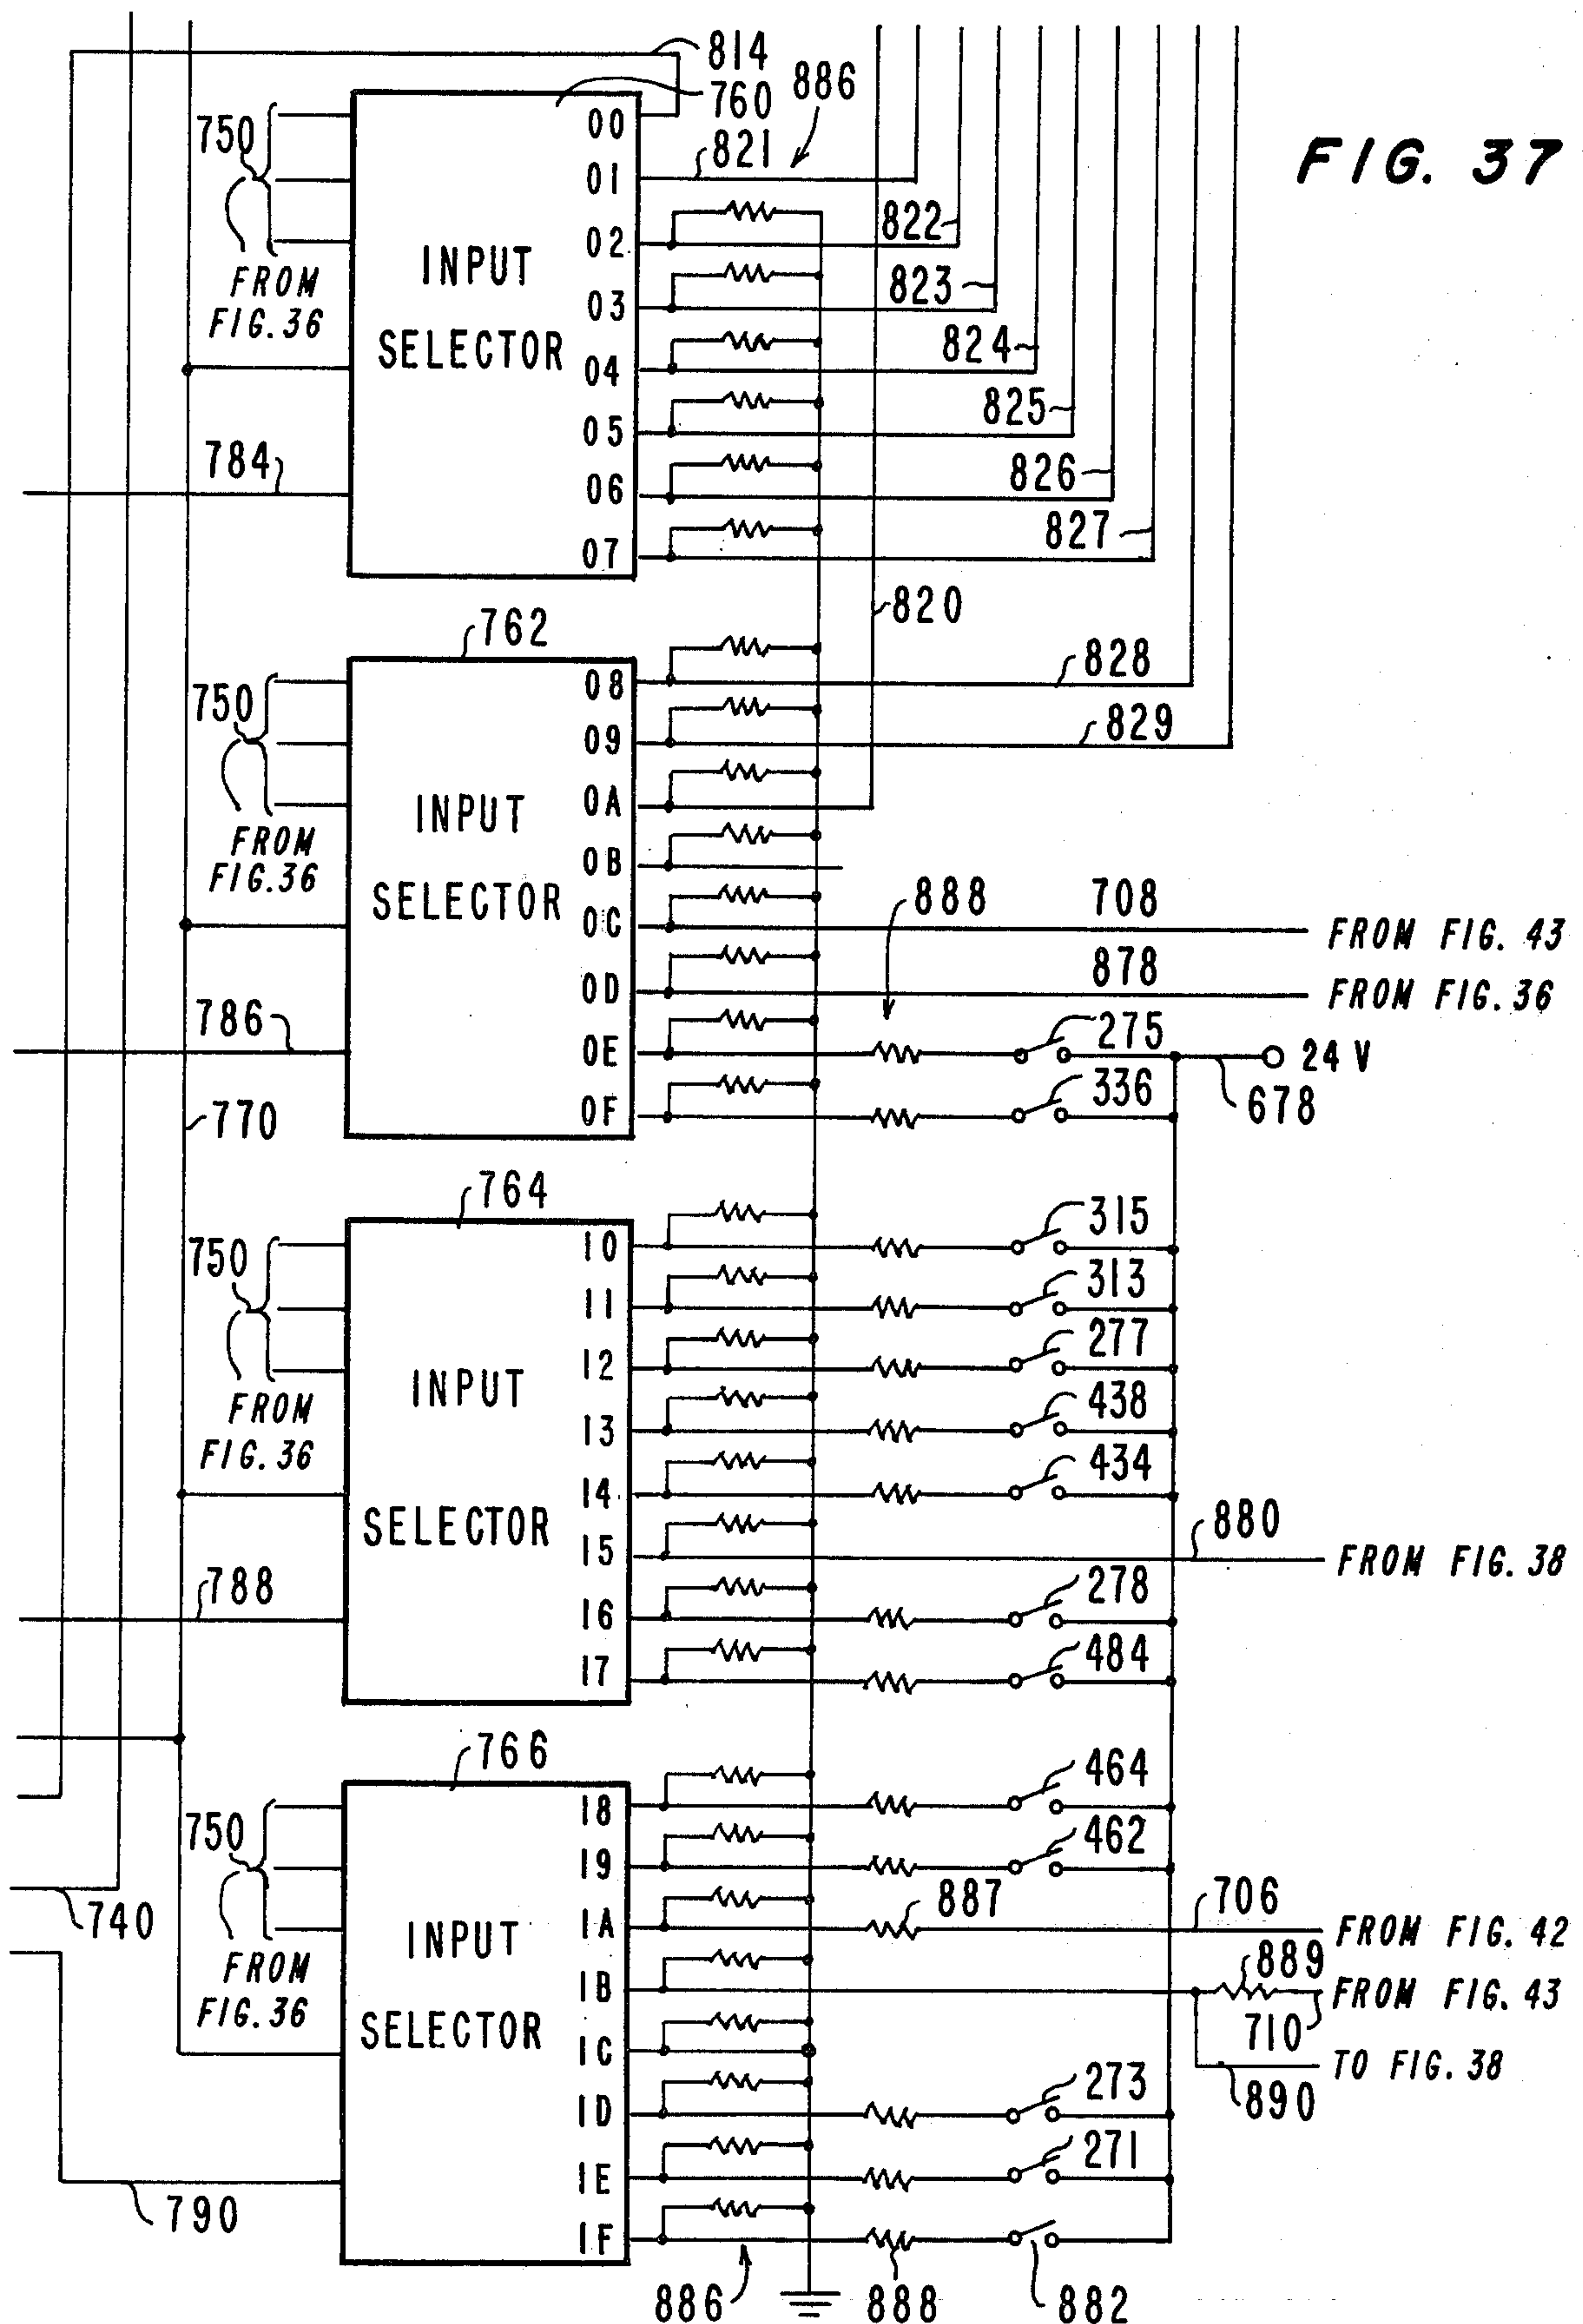 814
760
886
FIG. 37
750
00
821
01
822
02
INPUT
FROM
FIG. 36
823
03
SELECTOR
824
04
825
05
784
826
06
827
07
820
762
750
08
828
09
829
INPUT
0A
FROM
FIG. 36
0B
SELECTOR
888
708
0C
FROM FIG. 43
878
0D
FROM FIG. 36
786
275
0E
24 V
336
678
0F
770
764
750
10
315
11
313
INPUT
12
277
FROM
FIG. 36
13
438
14
434
SELECTOR
15
880
FROM FIG. 38
788
16
278
17
484
766
750
18
464
19
462
740
887
706
1A
FROM FIG. 42
INPUT
FROM
FIG. 36
889
1B
FROM FIG. 43
710
SELECTOR
1C
TO FIG. 38
890
273
1D
271
1E
790
1F
886
888
882